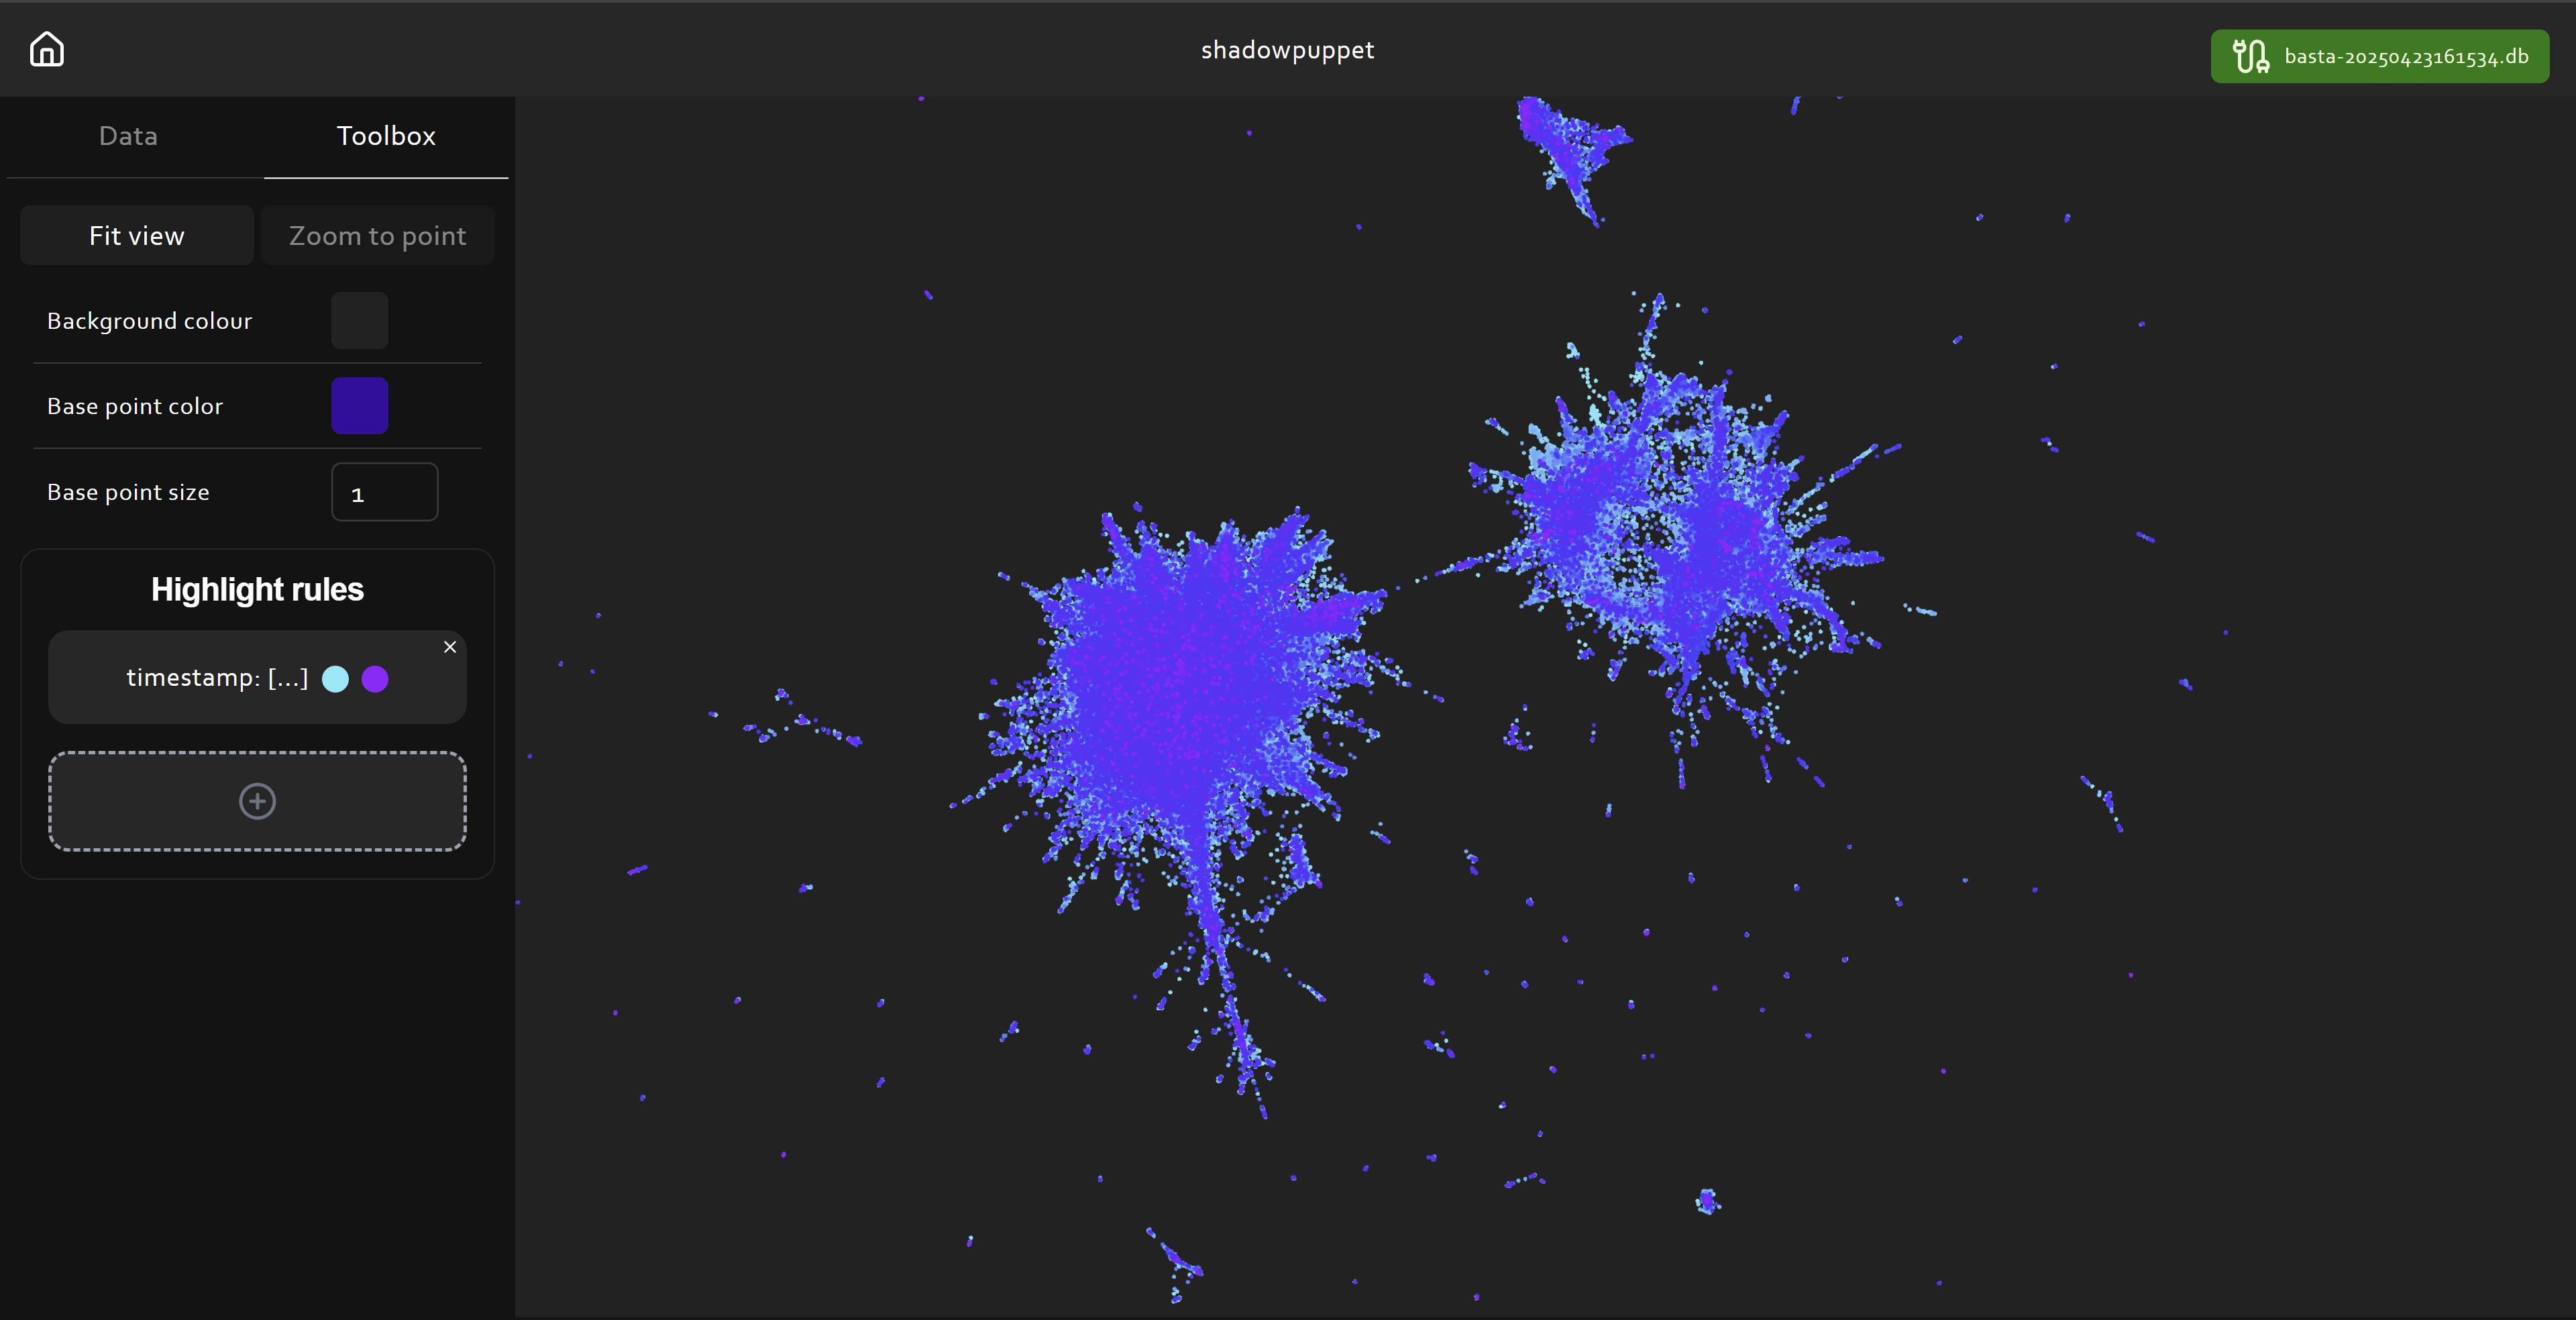 shadowpuppet
basta-20250423161534.db
Data
Toolbox
Fit view
Zoom to point
Background colour
Base point color
Base point size
1
Highlight rules
timestamp: [...]